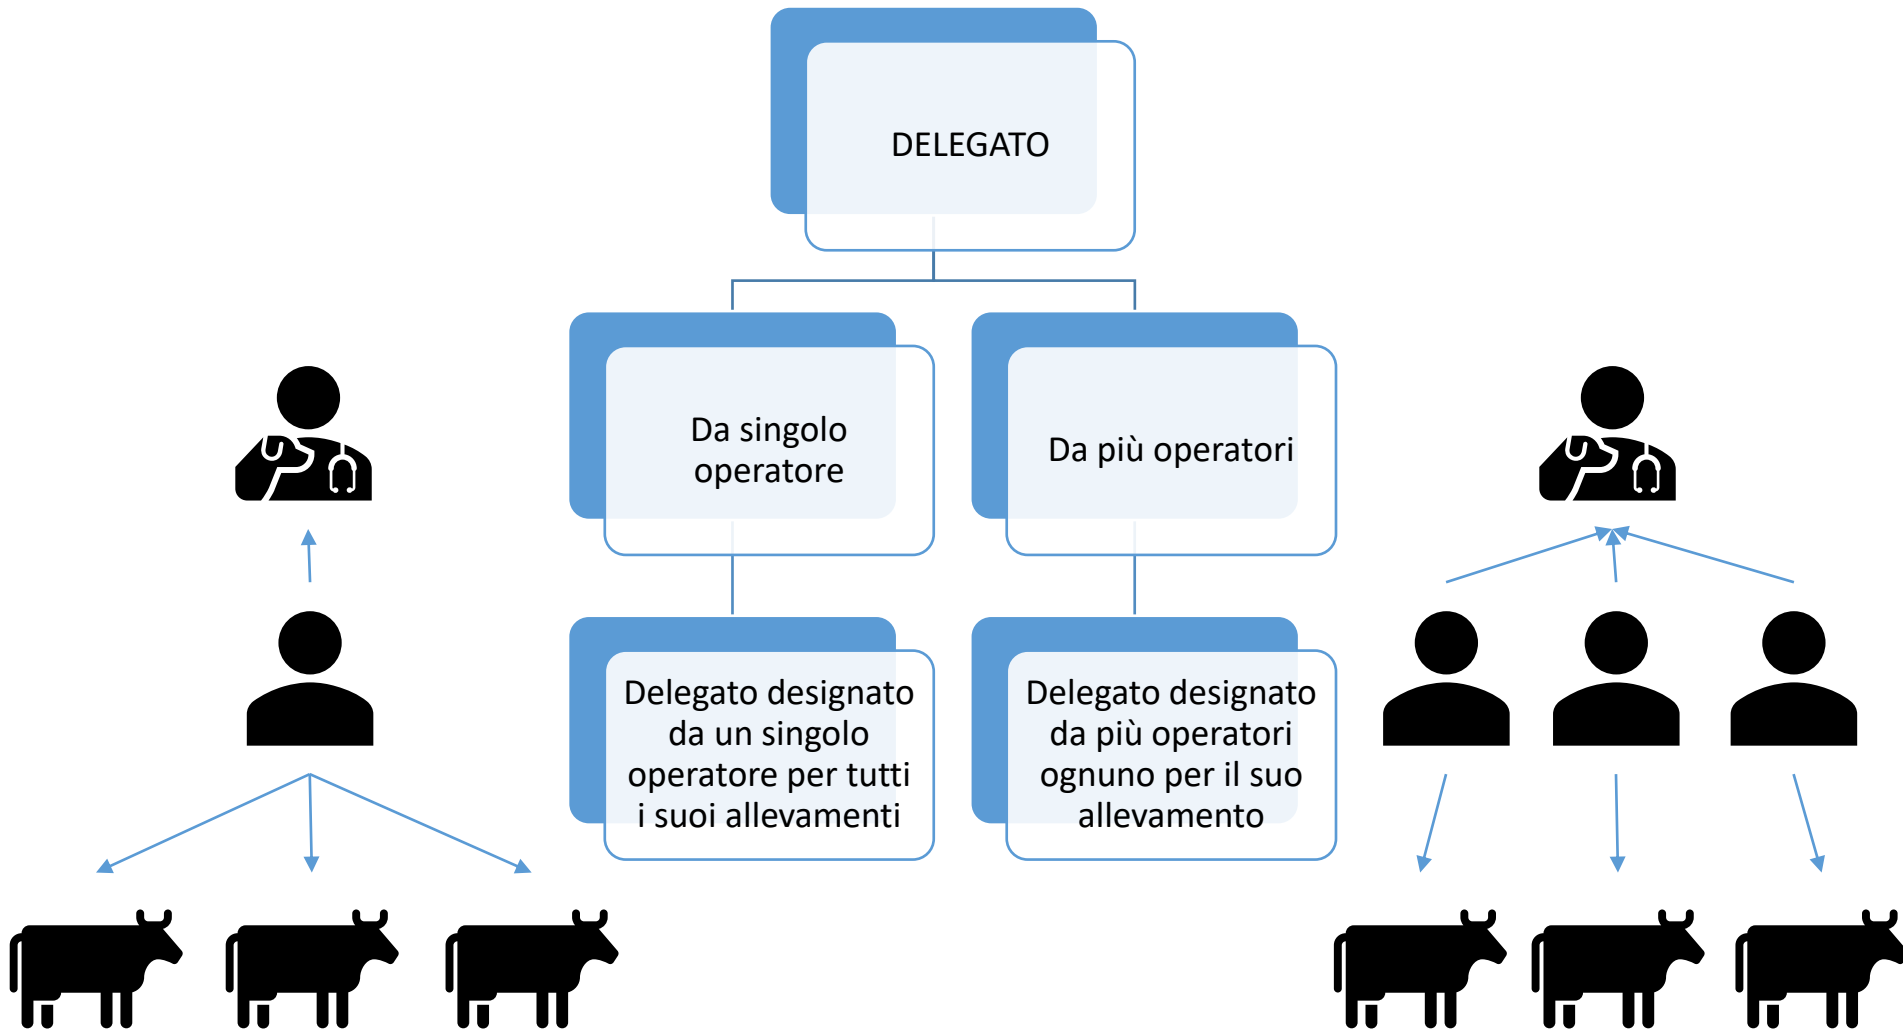 DELEGATO
Da singolo
operatore
Da più operatori
Delegato designato
da un singolo
operatore per tutti
i suoi allevamenti
Delegato designato
da più operatori
ognuno per il suo
allevamento